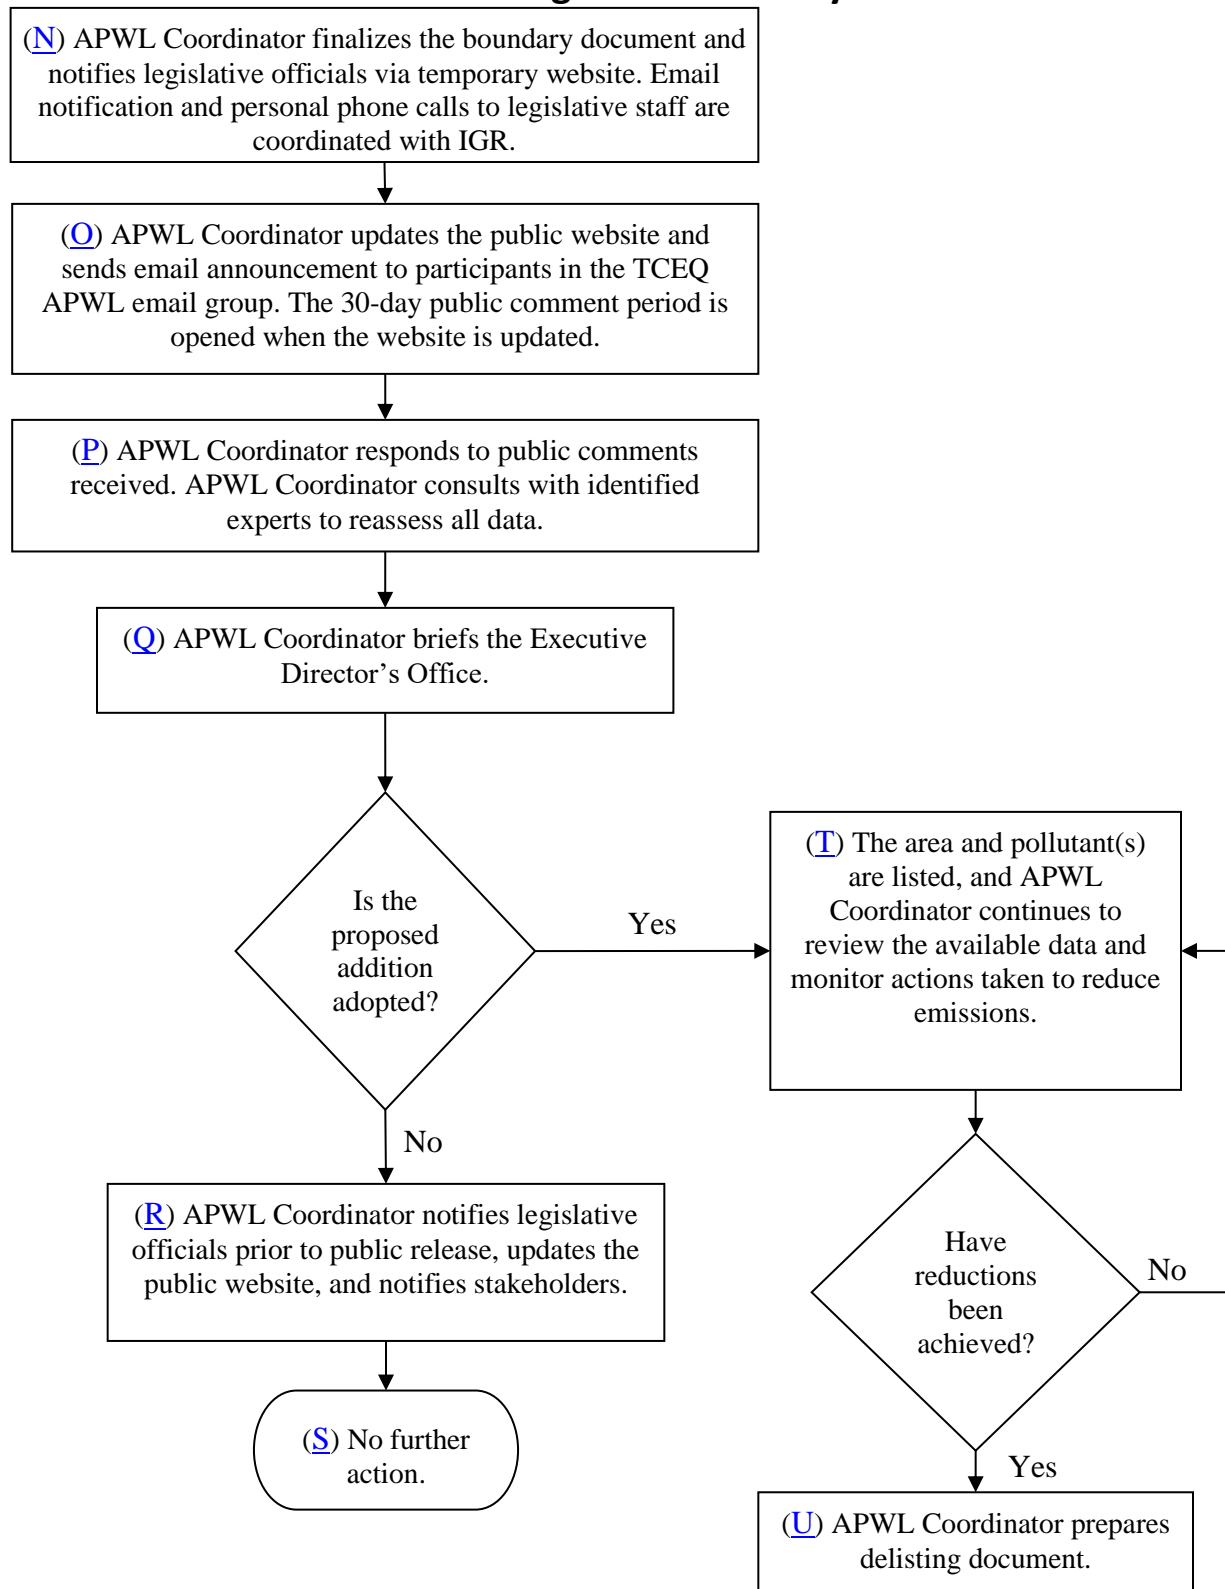 (N) APWL Coordinator finalizes the boundary document and
notifies legislative officials via temporary website. Email
notification and personal phone calls to legislative staff are
coordinated with IGR.
(O) APWL Coordinator updates the public website and
sends email announcement to participants in the TCEQ
APWL email group. The 30-day public comment period is
opened when the website is updated.
(P) APWL Coordinator responds to public comments
received. APWL Coordinator consults with identified
experts to reassess all data.
(Q) APWL Coordinator briefs the Executive
Director’s Office.
Is the
proposed
addition
adopted?
Yes
No
(R) APWL Coordinator notifies legislative
officials prior to public release, updates the
public website, and notifies stakeholders.
(S) No further
action.
(T) The area and pollutant(s)
are listed, and APWL
Coordinator continues to
review the available data and
monitor actions taken to reduce
emissions.
Have
reductions
been
achieved?
No
Yes
(U) APWL Coordinator prepares
delisting document.